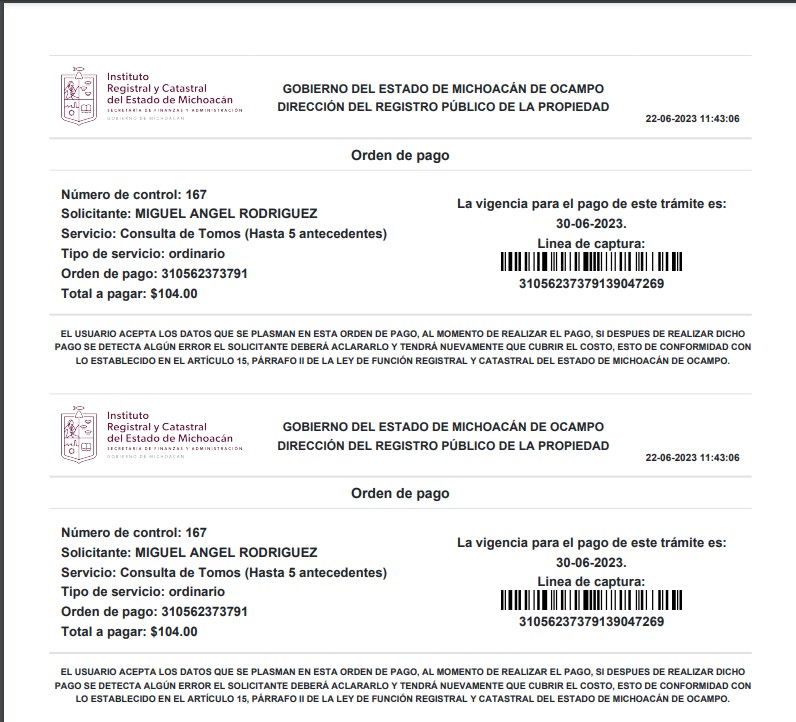 Instituto
Registral y Catastral
del Estado de Michoacán
SECRETARÍA DE FINANZAS Y ADMINISTRACIÓN
GOBIERNO DE MICHOACÁN
GOBIERNO DEL ESTADO DE MICHOACÁN DE OCAMPO
DIRECCIÓN DEL REGISTRO PÚBLICO DE LA PROPIEDAD
22-06-2023 11:43:06
Orden de pago
Número de control: 167
Solicitante: MIGUEL ANGEL RODRIGUEZ
Servicio: Consulta de Tomos (Hasta 5 antecedentes)
Tipo de servicio: ordinario
Orden de pago: 310562373791
Total a pagar: $104.00
La vigencia para el pago de este trámite es:
30-06-2023.
Linea de captura:
31056237379139047269
EL USUARIO ACEPTA LOS DATOS QUE SE PLASMAN EN ESTA ORDEN DE PAGO, AL MOMENTO DE REALIZAR EL PAGO, SI DESPUES DE REALIZAR DICHO
PAGO SE DETECTA ALGÚN ERROR EL SOLICITANTE DEBERÁ ACLARARLO Y TENDRÁ NUEVAMENTE QUE CUBRIR EL COSTO, ESTO DE CONFORMIDAD CON
LO ESTABLECIDO EN EL ARTÍCULO 15, PÁRRAFO II DE LA LEY DE FUNCIÓN REGISTRAL Y CATASTRAL DEL ESTADO DE MICHOACÁN DE OCAMPO.
Instituto
Registral y Catastral
del Estado de Michoacán
SECRETARÍA DE FINANZAS Y ADMINISTRACIÓN
GOBIERNO DE MICHOACÁN
GOBIERNO DEL ESTADO DE MICHOACÁN DE OCAMPO
DIRECCIÓN DEL REGISTRO PÚBLICO DE LA PROPIEDAD
22-06-2023 11:43:06
Orden de pago
Número de control: 167
Solicitante: MIGUEL ANGEL RODRIGUEZ
Servicio: Consulta de Tomos (Hasta 5 antecedentes)
Tipo de servicio: ordinario
Orden de pago: 310562373791
Total a pagar: $104.00
La vigencia para el pago de este trámite es:
30-06-2023.
Linea de captura:
31056237379139047269
EL USUARIO ACEPTA LOS DATOS QUE SE PLASMAN EN ESTA ORDEN DE PAGO, AL MOMENTO DE REALIZAR EL PAGO, SI DESPUES DE REALIZAR DICHO
PAGO SE DETECTA ALGÚN ERROR EL SOLICITANTE DEBERÁ ACLARARLO Y TENDRÁ NUEVAMENTE QUE CUBRIR EL COSTO, ESTO DE CONFORMIDAD CON
LO ESTABLECIDO EN EL ARTÍCULO 15, PÁRRAFO II DE LA LEY DE FUNCIÓN REGISTRAL Y CATASTRAL DEL ESTADO DE MICHOACÁN DE OCAMPO.